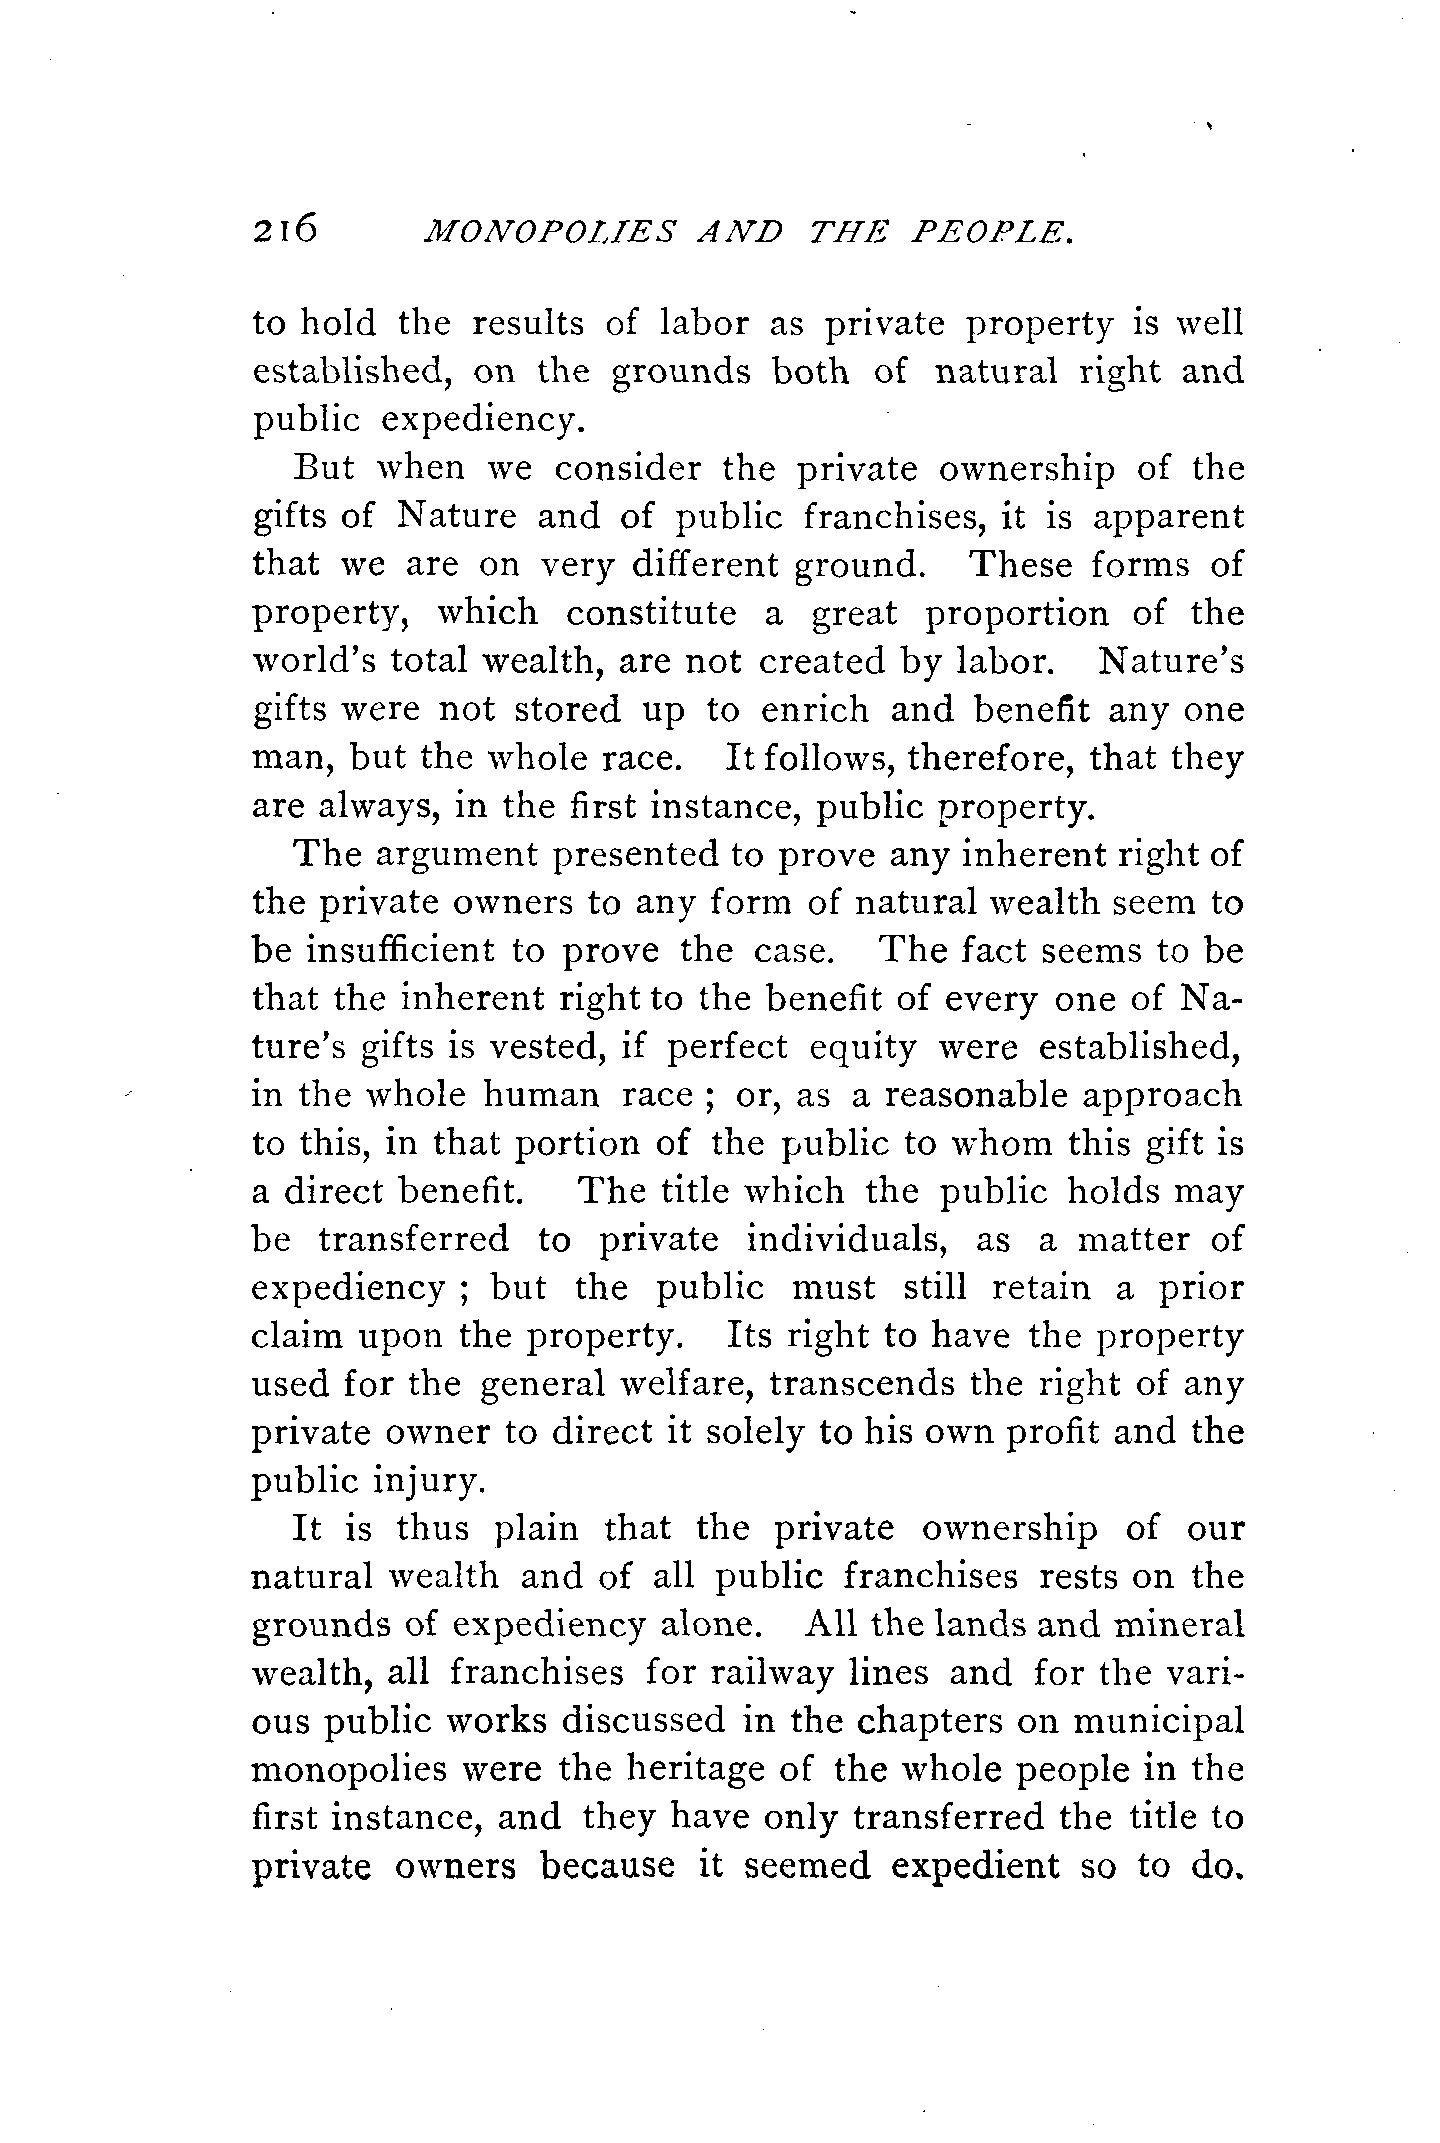 216 MONOPOLIES AND THE PEOPLE.
to hold the results of labor as private property is well
established, on the grounds both of natural right and
public expediency.
But when we consider the private ownership of the
gifts of Nature and of public franchises, it is apparent
that we are on very different ground. These forms of
property, which constitute a great proportion of the
world's total wealth, are not created by labor. Nature's
gifts were not stored up to enrich and benefit any one
man, but the whole race. It follows, therefore, that they
are always, in the first instance, public property.
The argument presented to prove any inherent right of
the private owners to any form of natural wealth seem to
be insufficient to prove the case. The fact seems to be
that the inherent right to the benefit of every one of Na-
ture's gifts is vested, if perfect equity were established,
in the whole human race ; or, as a reasonable approach
to this, in that portion of the public to whom this gift is
a direct benefit. The title which the public holds may
be transferred to private individuals, as a matter of
expediency ; but the public must still retain a prior
claim upon the property. Its right to have the property
used for the general welfare, transcends the right of any
private owner to direct it solely to his own profit and the
public injury.
It is thus plain that the private ownership of our
natural wealth and of all public franchises rests on the
grounds of expediency alone. All the lands and mineral
wealth, all franchises for railway lines and for the vari-
ous public works discussed in the chapters on municipal
monopolies were the heritage of the whole people in the
first instance, and they have only transferred the title to
private owners because it seemed expedient so to do.